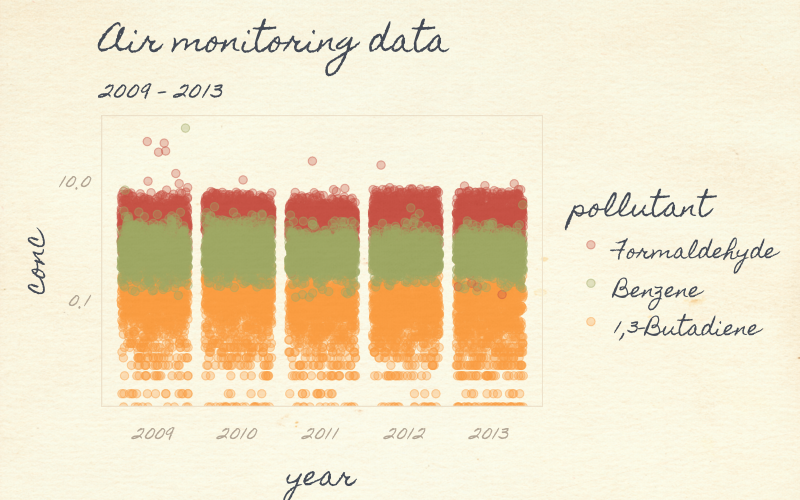 Air monitoring data
2009 - 2013
conc
10.0
0.1
2009 2010 2011 2012 2013
year
pollutant
Formaldehyde
Benzene
1,3-Butadiene